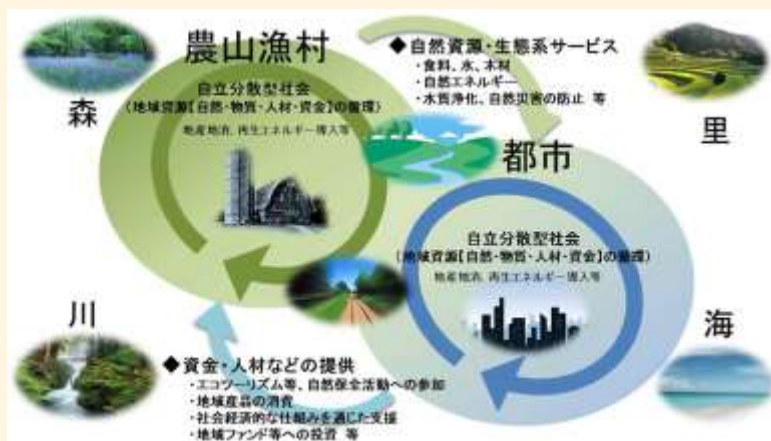 農山漁村
◆自然資源・生態系サービス
・食料、水、木材
・自然エネルギー
・水質浄化、自然災害の防止 等
森
自立分散型社会
(地域資源【自然・物質・人材・資金】の循環)
地産地消、再生エネルギー導入等
里
都市
自立分散型社会
(地域資源【自然・物質・人材・資金】の循環)
地産地消、再生エネルギー導入等
川
海
◆資金・人材などの提供
・エコツーリズム等、自然保全活動への参加
・地域産品の消費
・社会経済的な仕組みを通じた支援
・地域ファンド等への投資 等